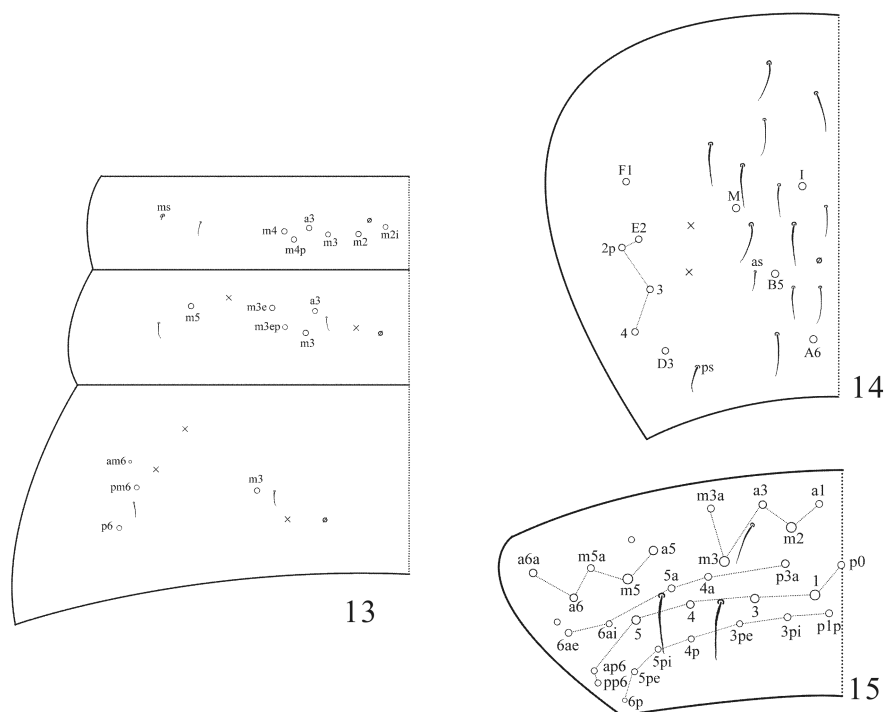 ms
m4
a3
m4p
m3
m2
m2i
m5
m3e
a3
m3ep
m3
am6
pm6
p6
m3
13
F1
I
M
E2
2p
as
B5
3
4
D3
A6
ps
14
m3a
a3
a1
m2
m3
a6a
m5a
a5
a6
m5
p0
5a
4a
p3a
1
3
4
5
6ae
6ai
3pe
3pi
p1p
4p
5pi
ap6
pp6
5pe
6p
15